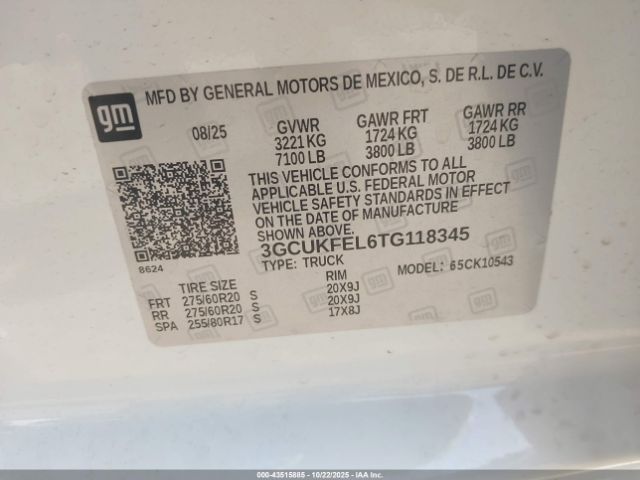 gm
MFD BY GENERAL MOTORS DE MEXICO, S. DE R.L. DE C.V.
08/25
GVWR GAWR FRT GAWR RR
3221 KG 1724 KG 1724 KG
7100 LB 3800 LB 3800 LB
THIS VEHICLE CONFORMS TO ALL
APPLICABLE U.S. FEDERAL MOTOR
VEHICLE SAFETY STANDARDS IN EFFECT
ON THE DATE OF MANUFACTURE
SHOWN ABOVE.
3GCUKFEL6TG118345
TYPE: TRUCK MODEL: 65CK10543
8624
TIRE SIZE RIM
FRT 275/60R20 S 20X9J
RR 275/60R20 S 20X9J
SPA 255/80R17 S 17X8J
000-43515885 - 10/22/2025 - IAAI, Inc.